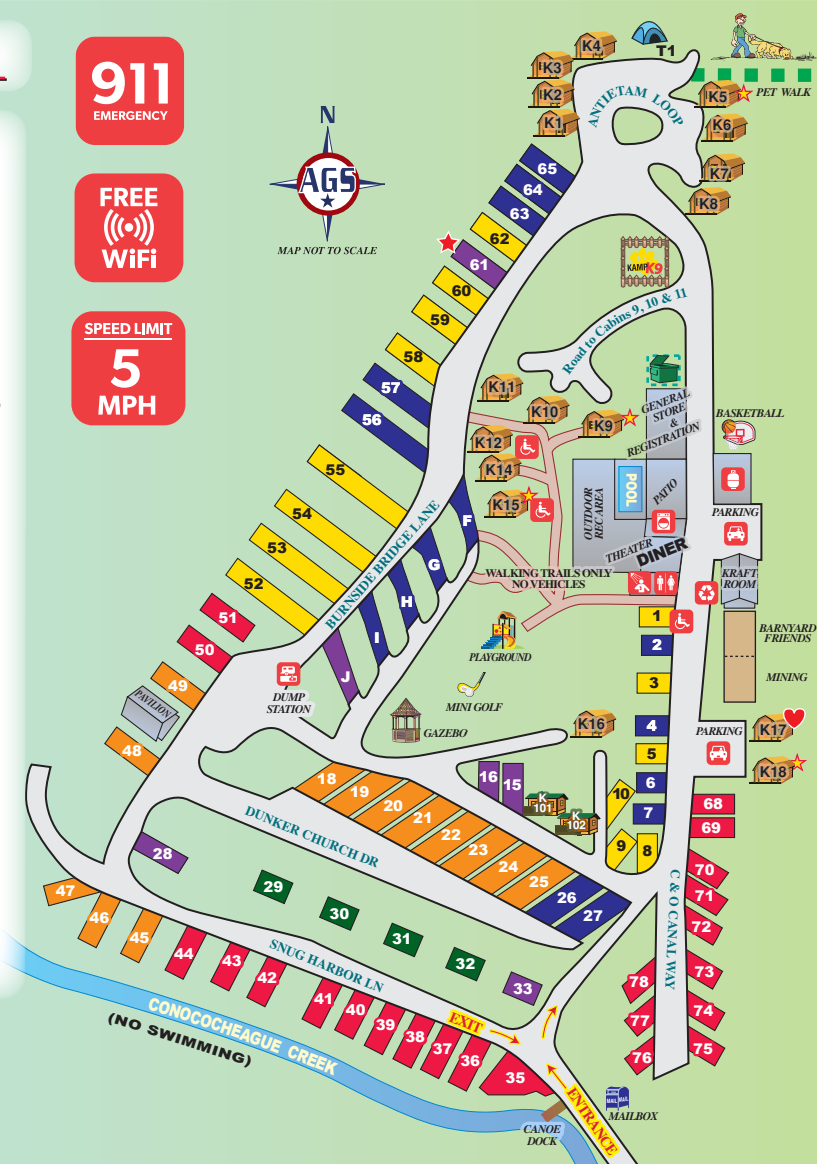 911
EMERGENCY
FREE
WiFi
SPEED LIMIT
5
MPH
N
AGS
MAP NOT TO SCALE
K4
K3
K2
K1
T1
ANTIETAM LOOP
PET WALK
K5
K6
K7
K8
65
64
63
62
61
60
59
58
57
56
55
54
53
52
51
50
49
48
PAVILION
KAMP K9
Road to Cabins 9, 10 & 11
K11
K10
K9
K12
K14
K15
GENERAL
STORE
&
REGISTRATION
BASKETBALL
POOL
PATIO
OUTDOOR
REC AREA
THEATER
DINER
PARKING
KRAFT
ROOM
WALKING TRAILS ONLY
NO VEHICLES
BURNSIDE BRIDGE LANE
F
G
H
I
J
DUMP
STATION
PLAYGROUND
MINI GOLF
GAZEBO
BARNYARD
FRIENDS
MINING
1
2
3
4
5
6
7
8
9
10
K16
PARKING
K17
K18
16
15
K
101
K
102
18
19
20
21
22
23
24
25
26
27
DUNKER CHURCH DR
28
29
30
31
32
33
68
69
70
71
72
73
74
75
76
77
78
C & O CANAL WAY
47
46
45
44
43
42
41
40
39
38
37
36
35
SNUG HARBOR LN
EXIT
ENTRANCE
CONOCOCHEAGUE CREEK
(NO SWIMMING)
MAIL
MAIL
MAILBOX
CANOE
DOCK